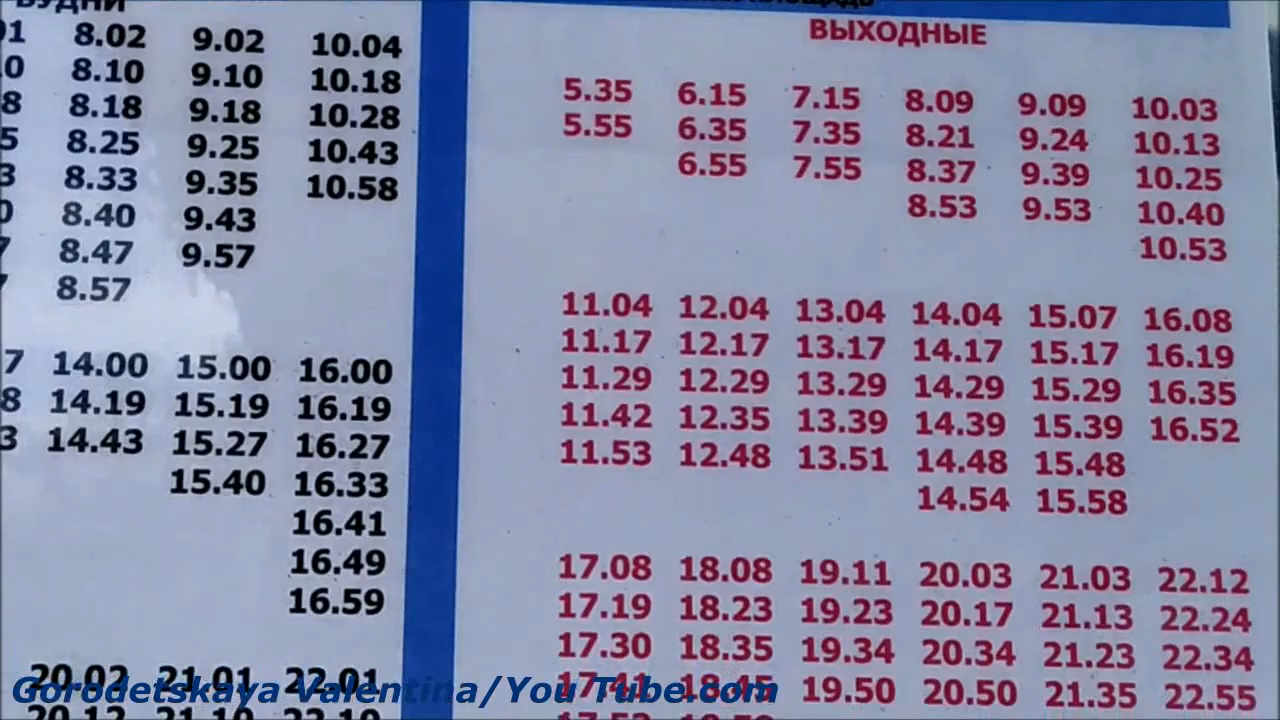 БУДНИ
8.02 9.02 10.04
8.10 9.10 10.18
8.18 9.18 10.28
8.25 9.25 10.43
8.33 9.35 10.58
8.40 9.43
8.47 9.57
8.57
14.00 15.00 16.00
14.19 15.19 16.19
14.43 15.27 16.27
15.40 16.33
16.41
16.49
16.59
20.02 21.01 22.01
20.12 21.10 22.10
ПЛОЩАДЬ
ВЫХОДНЫЕ
5.35 6.15 7.15 8.09 9.09 10.03
5.55 6.35 7.35 8.21 9.24 10.13
6.55 7.55 8.37 9.39 10.25
8.53 9.53 10.40
10.53
11.04 12.04 13.04 14.04 15.07 16.08
11.17 12.17 13.17 14.17 15.17 16.19
11.29 12.29 13.29 14.29 15.29 16.35
11.42 12.35 13.39 14.39 15.39 16.52
11.53 12.48 13.51 14.48 15.48
14.54 15.58
17.08 18.08 19.11 20.03 21.03 22.12
17.19 18.23 19.23 20.17 21.13 22.24
17.30 18.35 19.34 20.34 21.23 22.34
17.41 18.45 19.50 20.50 21.35 22.55
Gorodetskaya Valentina/You Tube.com